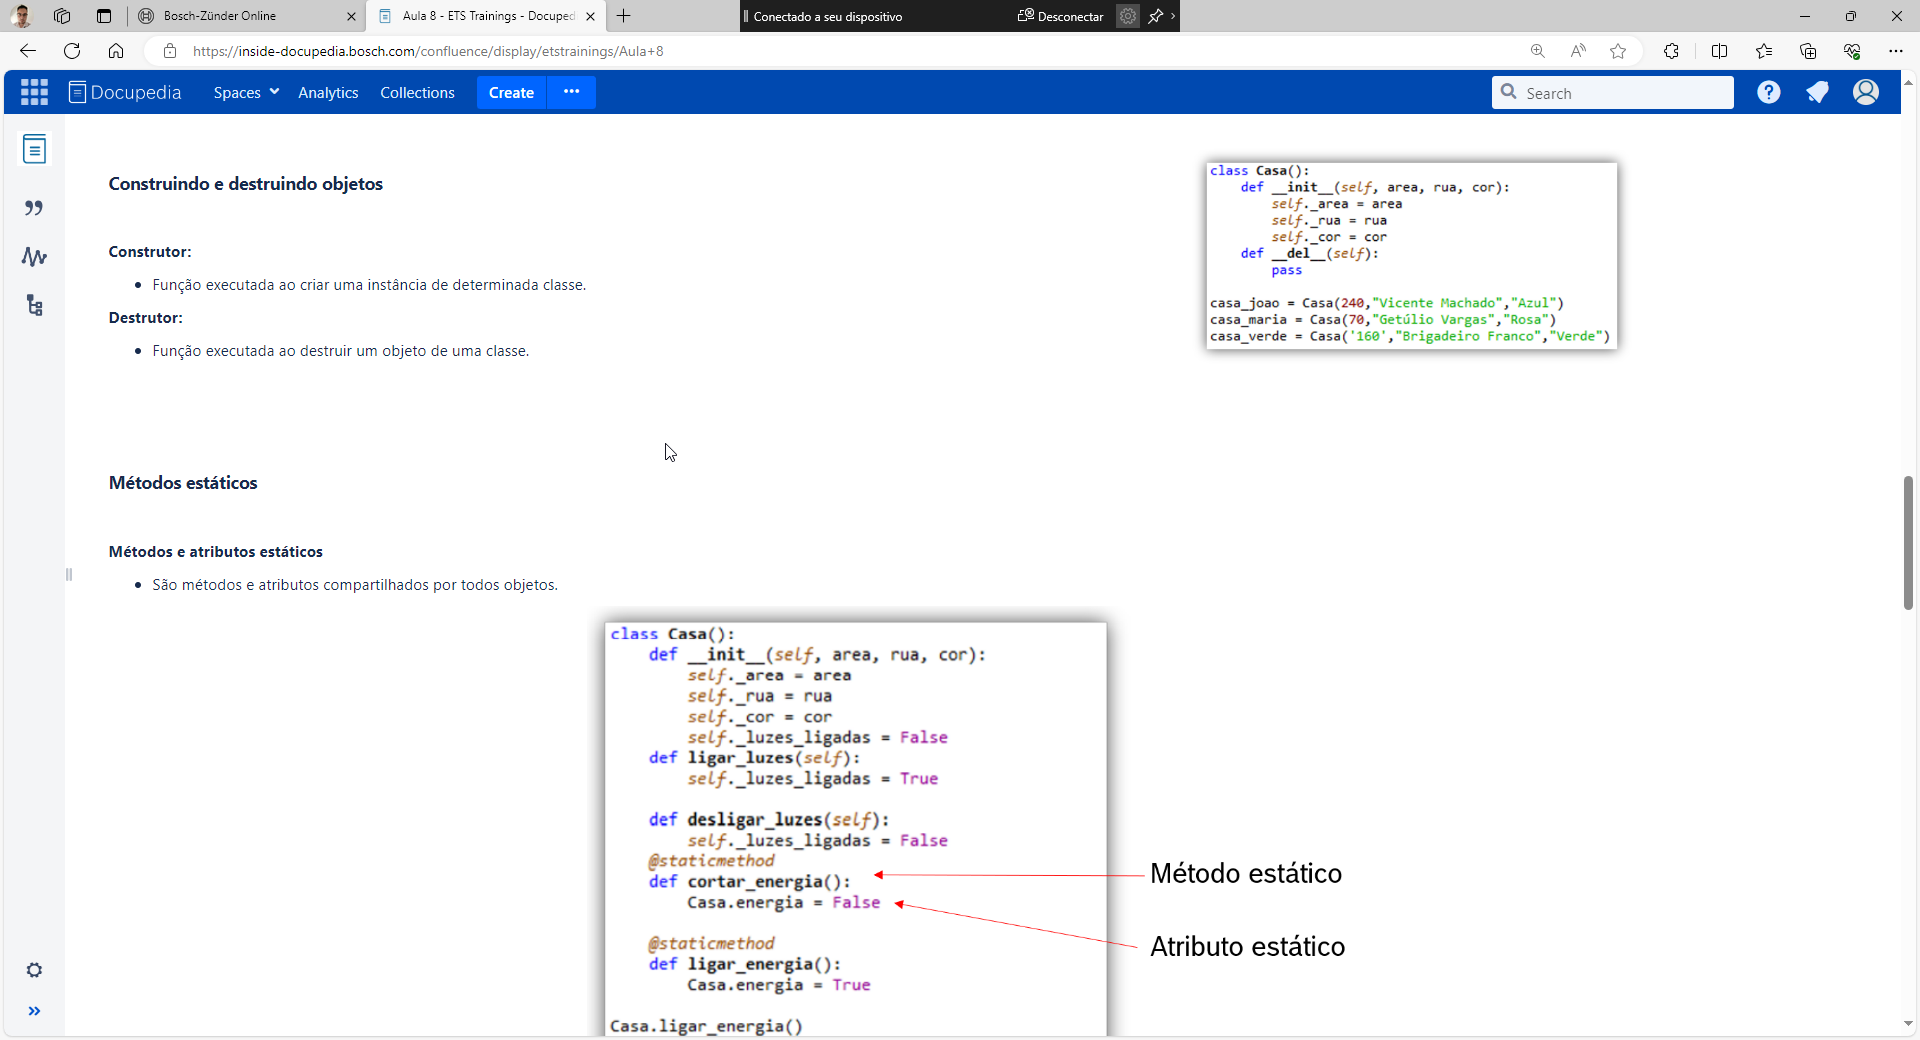 Bosch-Zünder Online
Aula 8 - ETS Trainings - Docuped
Conectado a seu dispositivo
Desconectar
https://inside-docupedia.bosch.com/confluence/display/etstrainings/Aula+8
Docupedia
Spaces
Analytics
Collections
Create
Search
Construindo e destruindo objetos
Construtor:
Função executada ao criar uma instância de determinada classe.
Destrutor:
Função executada ao destruir um objeto de uma classe.
class Casa():
def __init__(self, area, rua, cor):
self._area = area
self._rua = rua
self._cor = cor
def __del__(self):
pass
casa_joao = Casa(240,"Vicente Machado","Azul")
casa_maria = Casa(70,"Getúlio Vargas","Rosa")
casa_verde = Casa('160',"Brigadeiro Franco","Verde")
Métodos estáticos
Métodos e atributos estáticos
São métodos e atributos compartilhados por todos objetos.
class Casa():
def __init__(self, area, rua, cor):
self._area = area
self._rua = rua
self._cor = cor
self._luzes_ligadas = False
def ligar_luzes(self):
self._luzes_ligadas = True
def desligar_luzes(self):
self._luzes_ligadas = False
@staticmethod
def cortar_energia():
Casa.energia = False
@staticmethod
def ligar_energia():
Casa.energia = True
Casa.ligar_energia()
Método estático
Atributo estático